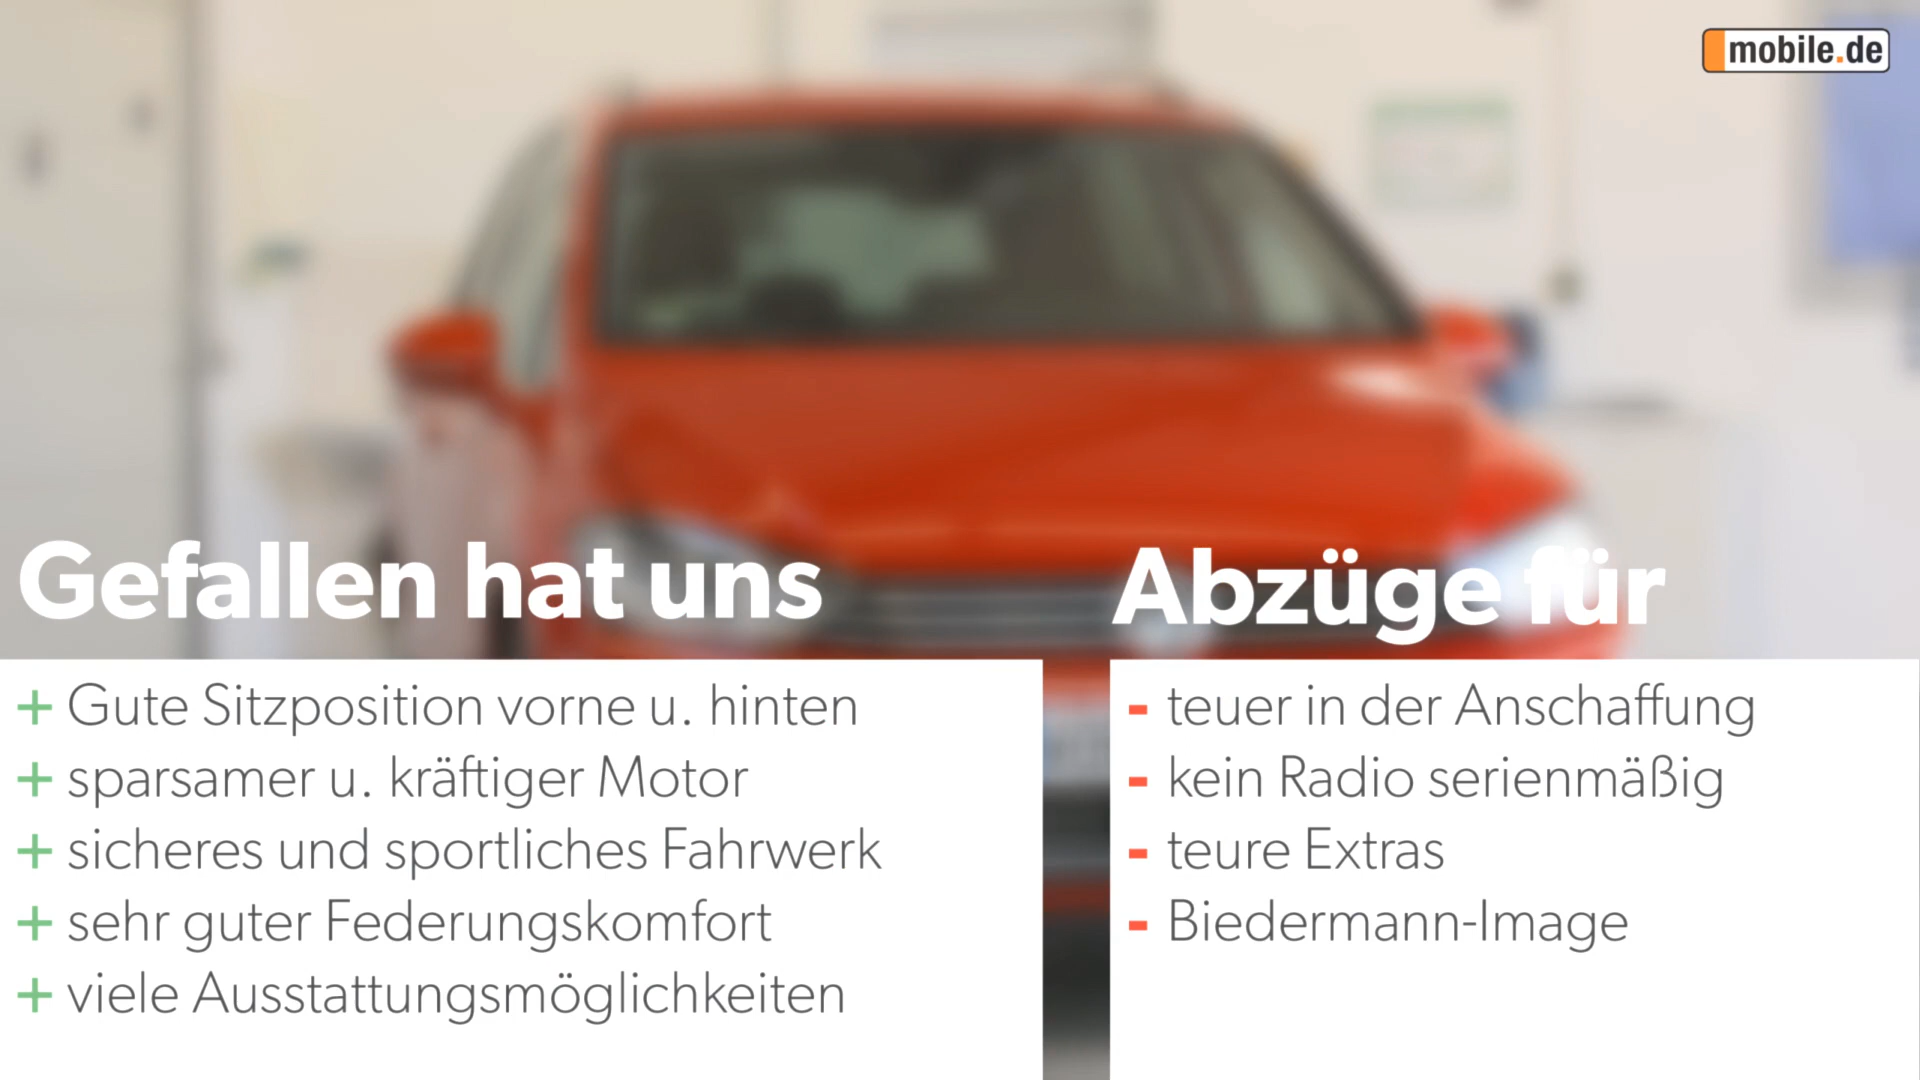 mobile.de
Gefallen hat uns
+ Gute Sitzposition vorne u. hinten
+ sparsamer u. kräftiger Motor
+ sicheres und sportliches Fahrwerk
+ sehr guter Federungskomfort
+ viele Ausstattungsmöglichkeiten
Abzüge für
- teuer in der Anschaffung
- kein Radio serienmäßig
- teure Extras
- Biedermann-Image